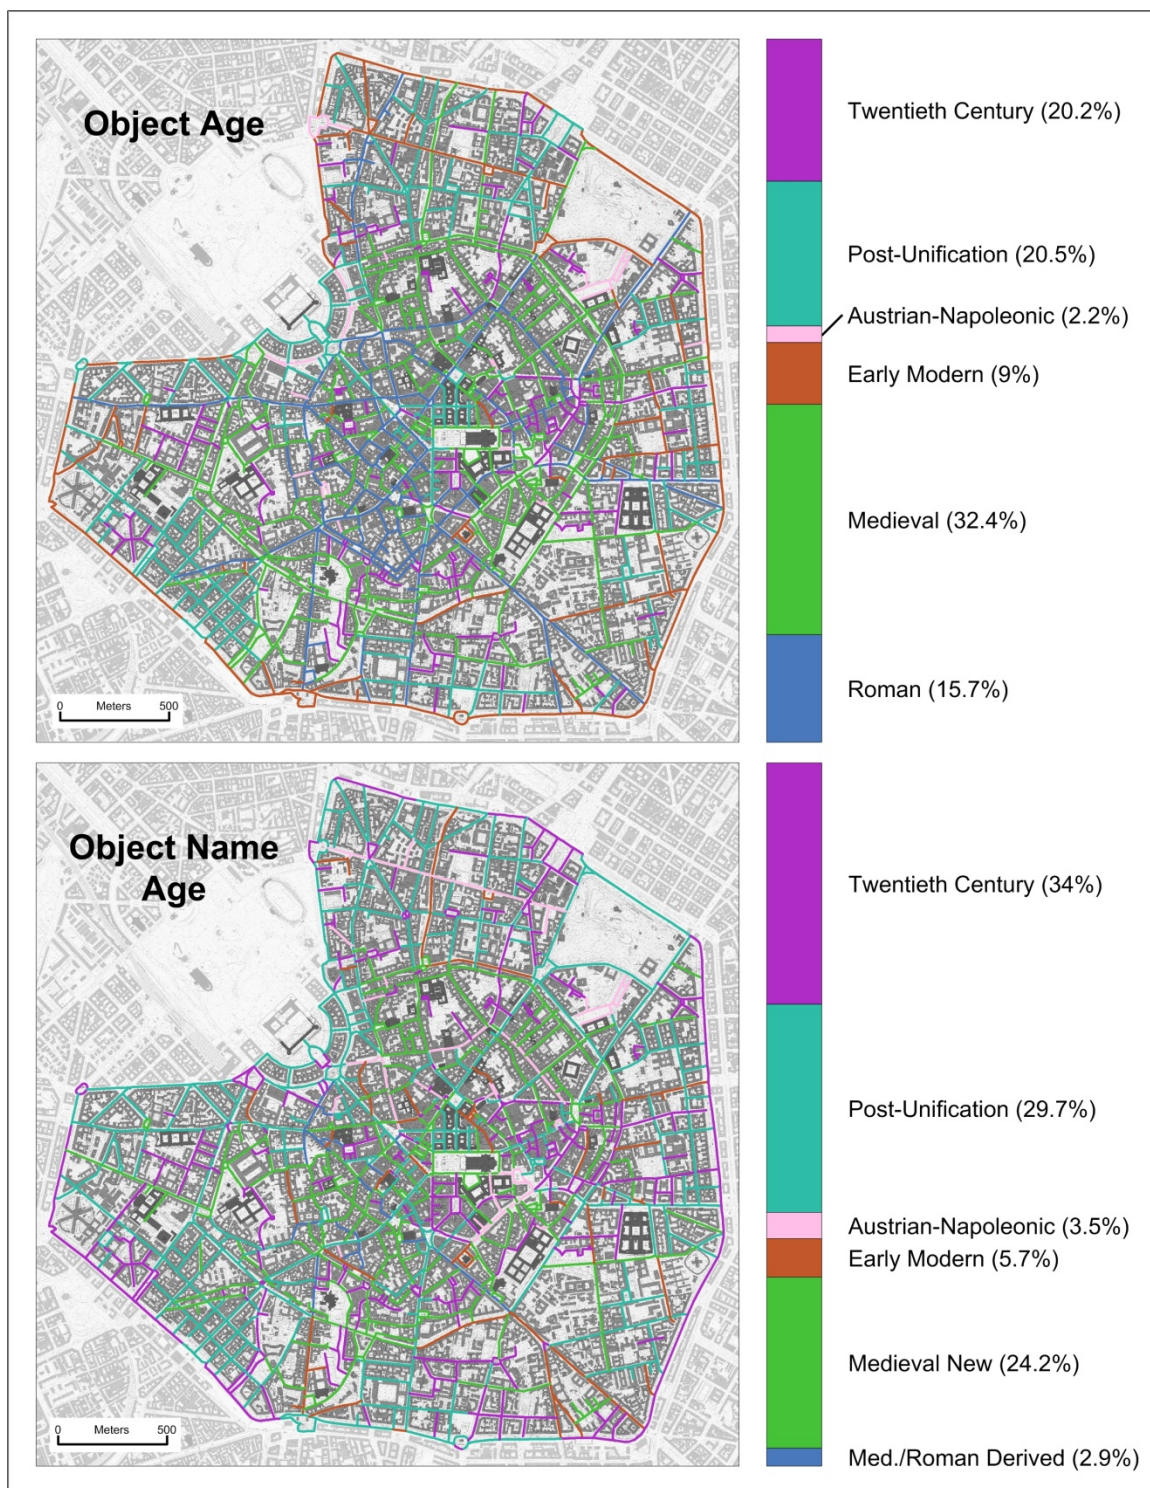 Object Age
Twentieth Century (20.2%)
Post-Unification (20.5%)
Austrian-Napoleonic (2.2%)
Early Modern (9%)
Medieval (32.4%)
Roman (15.7%)
0 Meters 500
Object Name
Age
Twentieth Century (34%)
Post-Unification (29.7%)
Austrian-Napoleonic (3.5%)
Early Modern (5.7%)
Medieval New (24.2%)
Med./Roman Derived (2.9%)
0 Meters 500